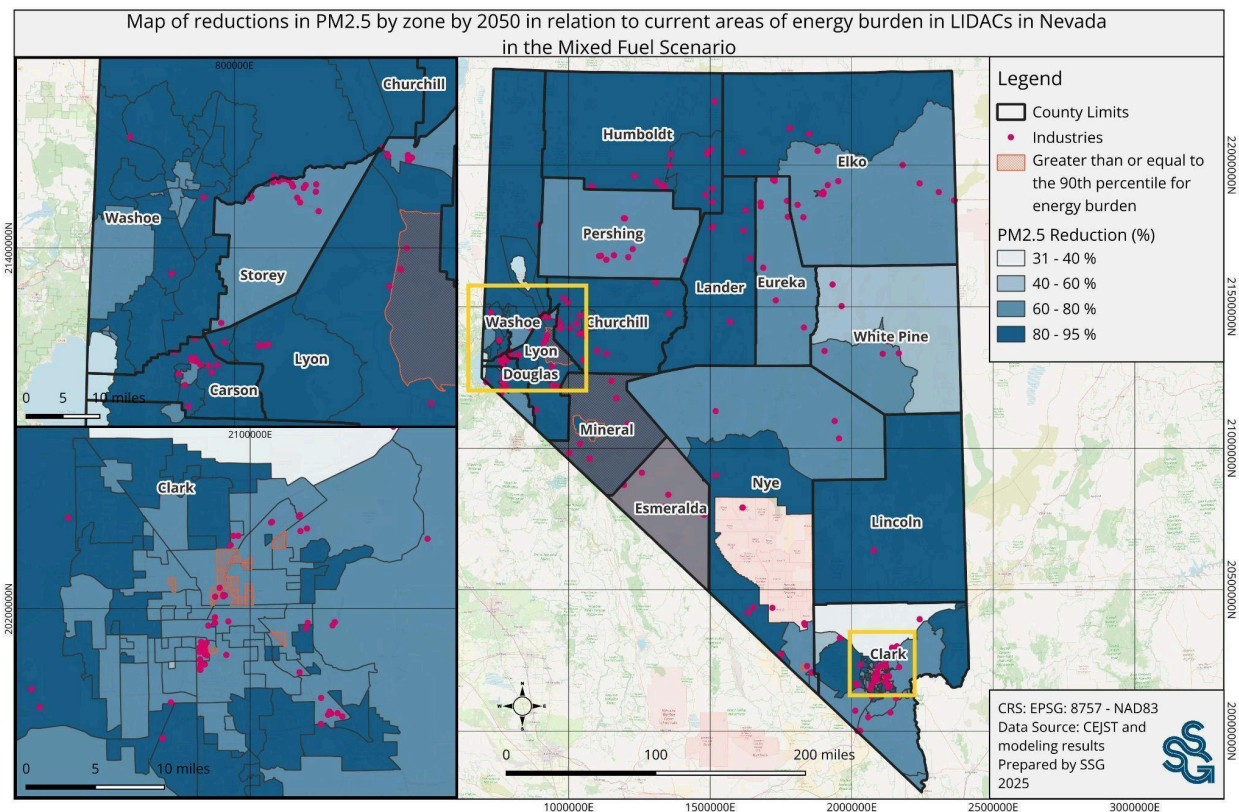 Map of reductions in PM2.5 by zone by 2050 in relation to current areas of energy burden in LIDACs in Nevada
in the Mixed Fuel Scenario
800000E
Churchill
Washoe
Storey
Lyon
Carson
2140000N
0 5 10 miles
2100000E
Clark
2020000N
0 5 10 miles
Humboldt
Elko
Pershing
Lander
Eureka
Washoe
Churchill
White Pine
Lyon
Douglas
Mineral
Nye
Esmeralda
Lincoln
Clark
N
W E
S
0 100 200 miles
1000000E 1500000E 2000000E 2500000E 3000000E
2200000N
2150000N
2100000N
2050000N
2000000N
Legend
County Limits
Industries
Greater than or equal to
the 90th percentile for
energy burden
PM2.5 Reduction (%)
31 - 40 %
40 - 60 %
60 - 80 %
80 - 95 %
CRS: EPSG: 8757 - NAD83
Data Source: CEJST and
modeling results
Prepared by SSG
2025
SSG